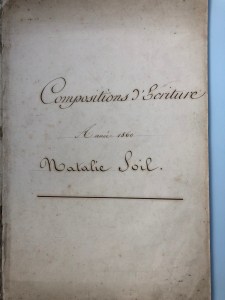 Compositions d'Ecriture
Année 1860
Natalie Soil.